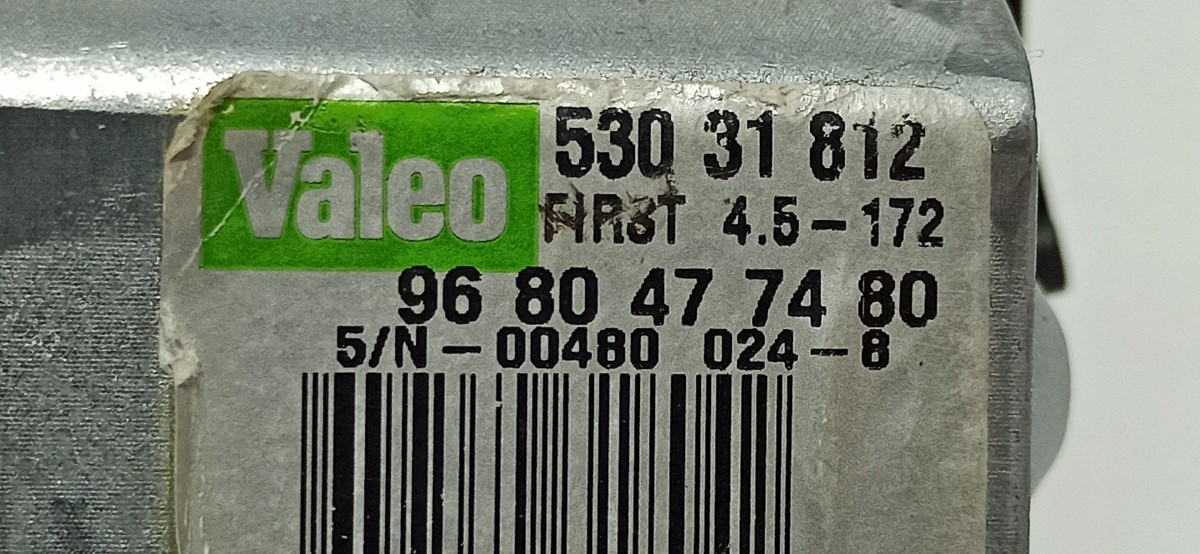 Valeo
530 31 812
FIRST 4.5-172
96 80 47 74 80
S/N-00480 024-8